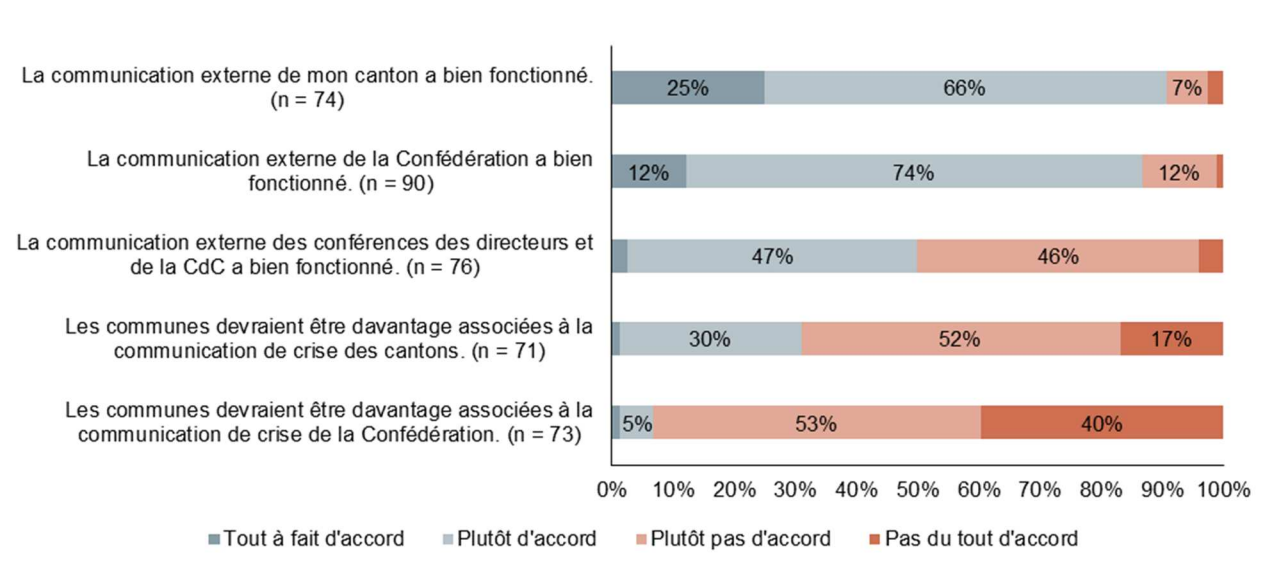 La communication externe de mon canton a bien fonctionné.
(n = 74)
25% 66% 7%
La communication externe de la Confédération a bien
fonctionné. (n = 90)
12% 74% 12%
La communication externe des conférences des directeurs et
de la CdC a bien fonctionné. (n = 76)
47% 46%
Les communes devraient être davantage associées à la
communication de crise des cantons. (n = 71)
30% 52% 17%
Les communes devraient être davantage associées à la
communication de crise de la Confédération. (n = 73)
5% 53% 40%
0% 10% 20% 30% 40% 50% 60% 70% 80% 90% 100%
Tout à fait d'accord Plutôt d'accord Plutôt pas d'accord Pas du tout d'accord